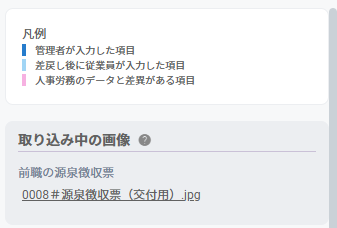 凡例
管理者が入力した項目
差戻し後に従業員が入力した項目
人事労務のデータと差異がある項目
取り込み中の画像 ?
前職の源泉徴収票
0008＃源泉徴収票（交付用）.jpg